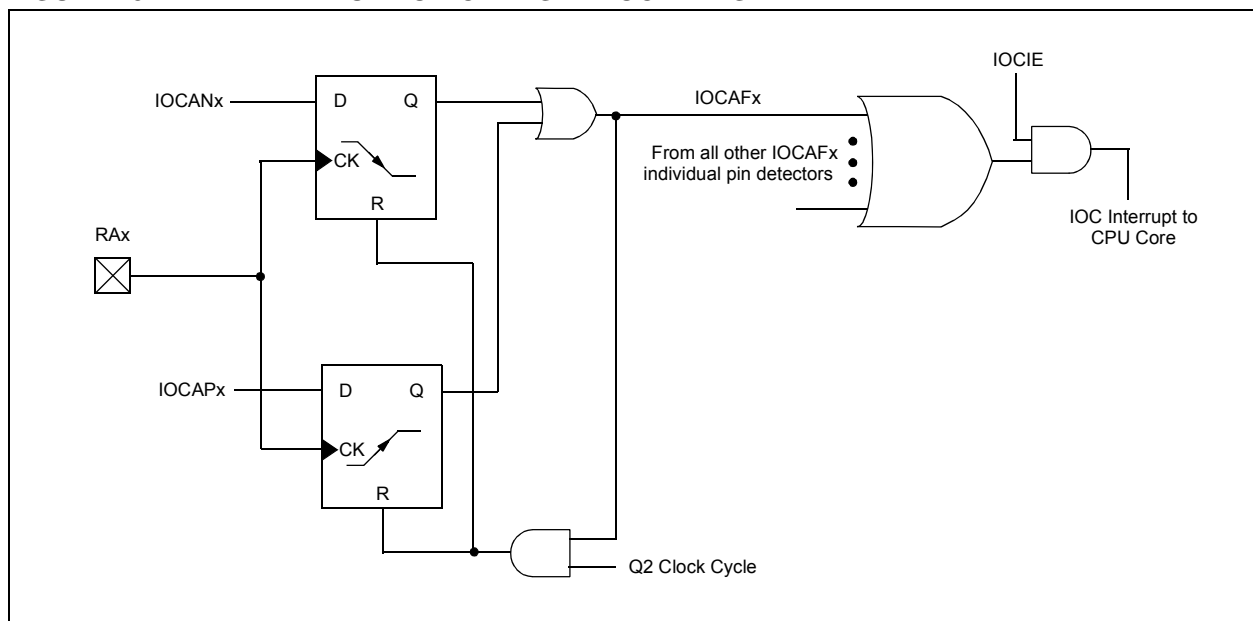 IOCIE
IOCANx
D
Q
IOCAFx
CK
From all other IOCAFx
individual pin detectors
R
IOC Interrupt to
CPU Core
RAx
IOCAPx
D
Q
CK
R
Q2 Clock Cycle